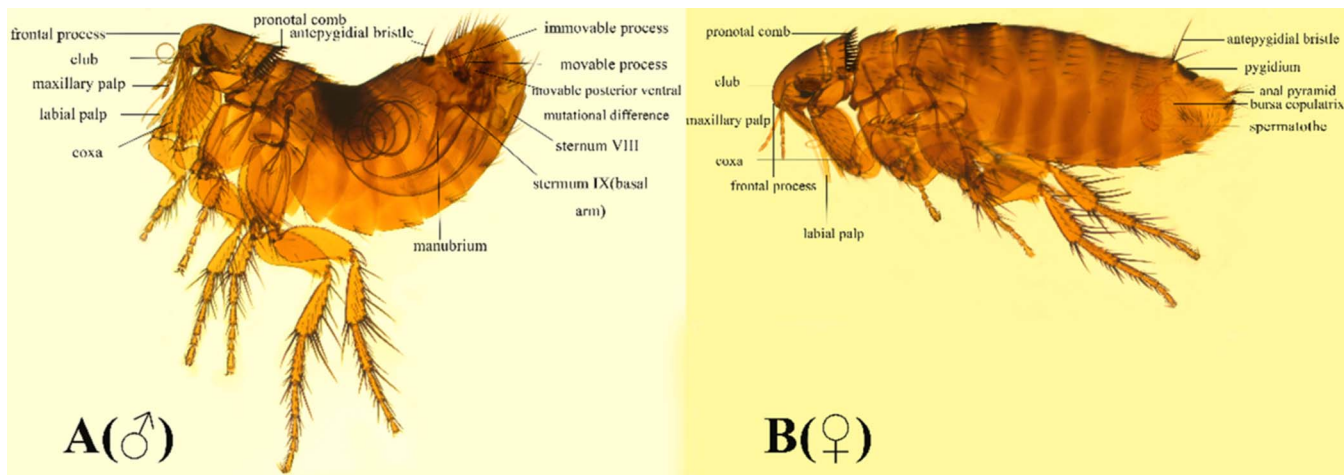 pronotal comb
antepygidial bristle
frontal process
club
maxillary palp
labial palp
coxa
immovable process
movable process
movable posterior ventral
mutational difference
sternum VIII
stermum IX(basal
arm)
manubrium
A(♂)
pronotal comb
club
maxillary palp
coxa
frontal process
labial palp
antepygidial bristle
pygidium
anal pyramid
bursa copulatrix
spermatothe
B(♀)